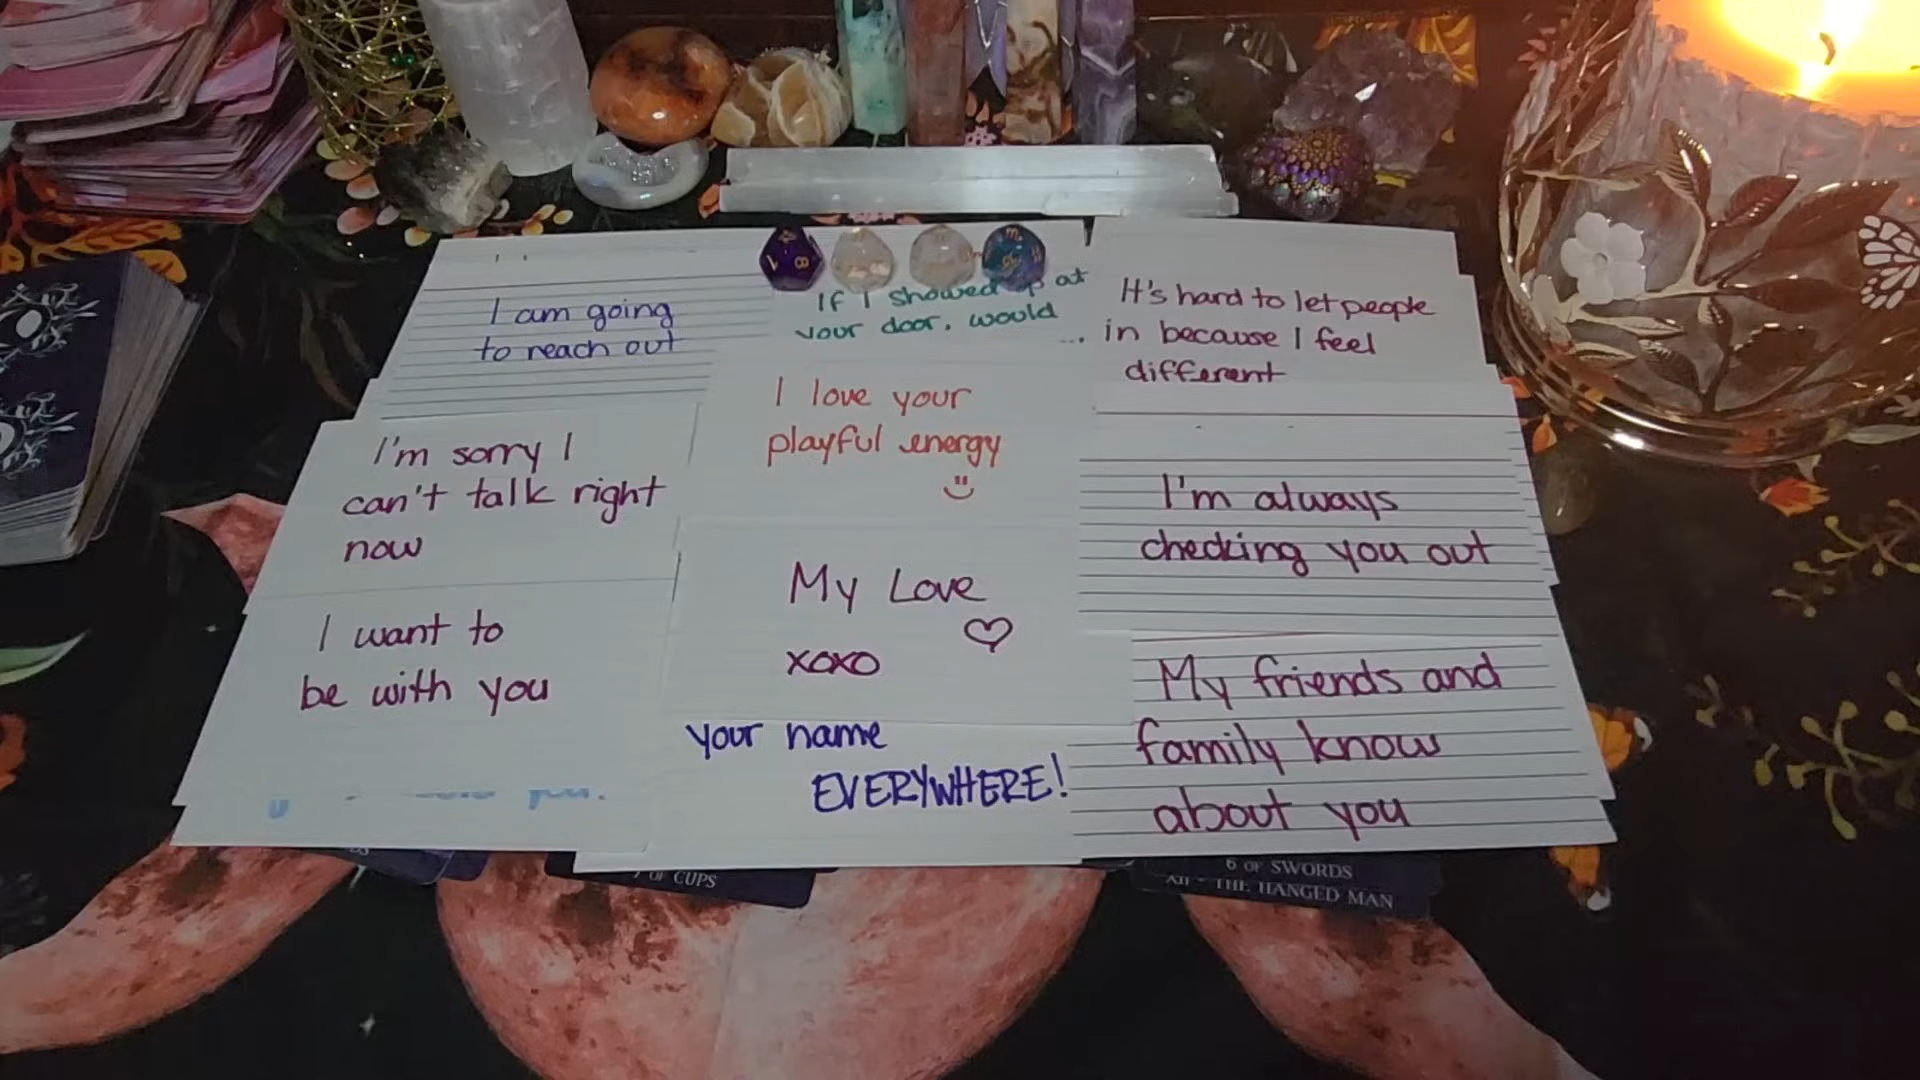 I am going
to reach out
I'm sorry I
can't talk right
now
I want to
be with you
If I showed up at
your door, would
...
I love your
playful energy
My Love
xoxo
your name
EVERYWHERE!
It's hard to let people
in because I feel
different
I'm always
checking you out
My friends and
family know
about you
OF CUPS
6 OF SWORDS
XII - THE HANGED MAN